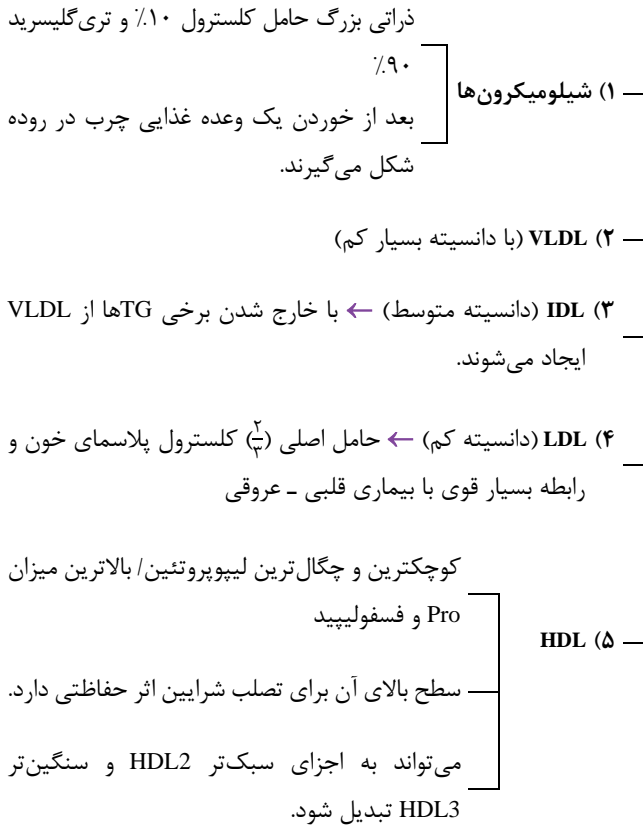 ذراتی بزرگ حامل کلسترول ۱۰٪ و تری‌گلیسرید
۹۰٪
۱) شیلومیکرون‌ها
بعد از خوردن یک وعده غذایی چرب در روده
شکل می‌گیرند.
۲) VLDL (با دانسیته بسیار کم)
۳) IDL (دانسیته متوسط) ← با خارج شدن برخی TGها از VLDL
ایجاد می‌شوند.
۴) LDL (دانسیته کم) ← حامل اصلی (۲/۳) کلسترول پلاسمای خون و
رابطه بسیار قوی با بیماری قلبی ـ عروقی
کوچکترین و چگال‌ترین لیپوپروتئین/ بالاترین میزان
Pro و فسفولیپید
۵) HDL
سطح بالای آن برای تصلب شرایین اثر حفاظتی دارد.
می‌تواند به اجزای سبک‌تر HDL2 و سنگین‌تر
HDL3 تبدیل شود.